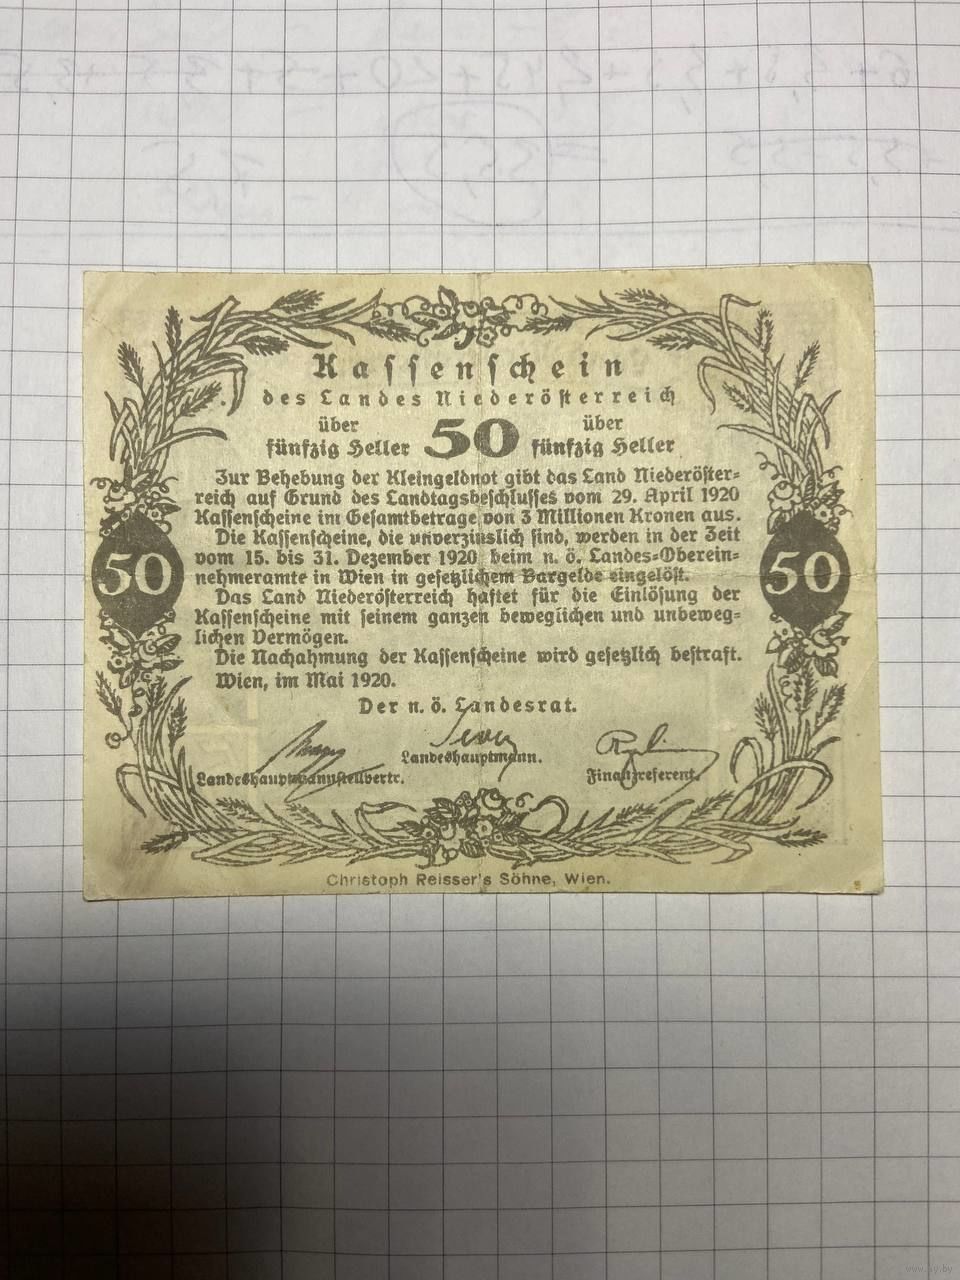 Kassenschein
des Landes Niederösterreich
über 50 über
fünfzig Heller fünfzig Heller
Zur Behebung der Kleingeldnot gibt das Land Niederöster=
reich auf Grund des Landtagsbeschlusses vom 29. April 1920
Kassenscheine im Gesamtbetrage von 3 Millionen Kronen aus.
Die Kassenscheine, die unverzinslich sind, werden in der Zeit
vom 15. bis 31. Dezember 1920 beim n. ö. Landes=Oberein=
nehmeramte in Wien in gesetzlichem Bargelde eingelöst.
50 50
Das Land Niederösterreich haftet für die Einlösung der
Kassenscheine mit seinem ganzen beweglichen und unbeweg=
lichen Vermögen.
Die Nachahmung der Kassenscheine wird gesetzlich bestraft.
Wien, im Mai 1920.
Der n. ö. Landesrat.
Landeshauptmann.
Landeshauptmannstellvertr. Finanzreferent.
Christoph Reisser's Söhne, Wien.